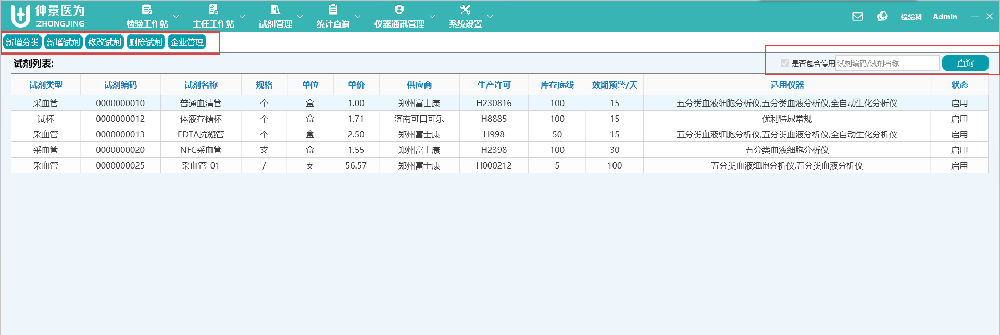 仲景医为
ZHONGJING
检验工作站 主任工作站 试剂管理 统计查询 仪器通讯管理 系统设置 检验科 Admin
新增分类 新增试剂 修改试剂 删除试剂 企业管理
试剂列表: 是否包含停用 试剂编码/试剂名称 查询
试剂类型 试剂编码 试剂名称 规格 单位 单价 供应商 生产许可 库存底线 效期预警/天 适用仪器 状态
采血管 0000000010 普通血清管 个 盒 1.00 郑州富士康 H230816 100 15 五分类血液细胞分析仪,五分类血液分析仪,全自动生化分析仪 启用
试杯 0000000012 体液存储杯 个 盒 1.71 济南可口可乐 H8885 100 15 优利特尿常规 启用
采血管 0000000013 EDTA抗凝管 个 盒 2.50 郑州富士康 H998 50 15 五分类血液细胞分析仪,五分类血液分析仪,全自动生化分析仪 启用
采血管 0000000020 NFC采血管 支 盒 1.55 郑州富士康 H2398 100 30 五分类血液细胞分析仪 启用
采血管 0000000025 采血管-01 / 支 56.57 郑州富士康 H000212 5 100 五分类血液细胞分析仪,五分类血液分析仪 启用